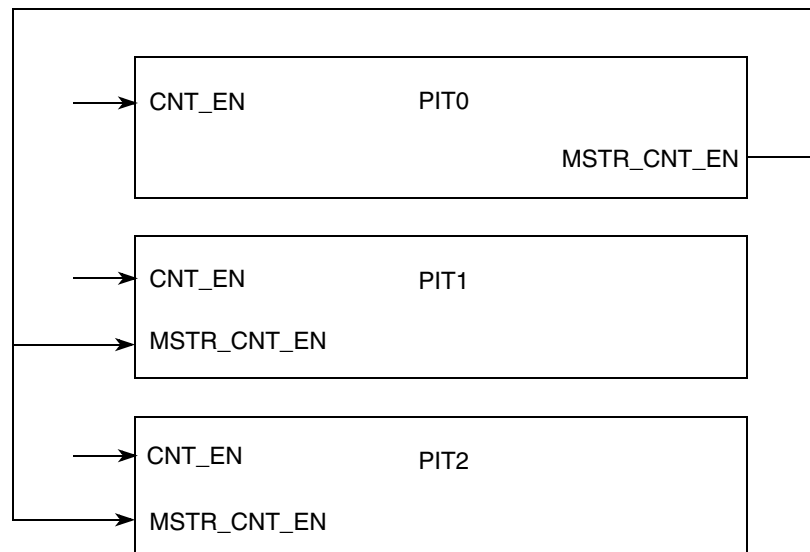 CNT_EN PIT0
MSTR_CNT_EN
CNT_EN PIT1
MSTR_CNT_EN
CNT_EN PIT2
MSTR_CNT_EN